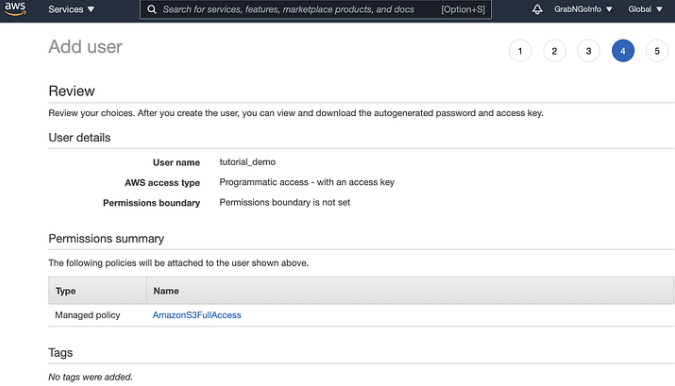 aws Services ▼ Search for services, features, marketplace products, and docs [Option+S] GrabNGoInfo ▼ Global ▼
Add user 1 2 3 4 5
Review
Review your choices. After you create the user, you can view and download the autogenerated password and access key.
User details
User name tutorial_demo
AWS access type Programmatic access - with an access key
Permissions boundary Permissions boundary is not set
Permissions summary
The following policies will be attached to the user shown above.
Type Name
Managed policy AmazonS3FullAccess
Tags
No tags were added.